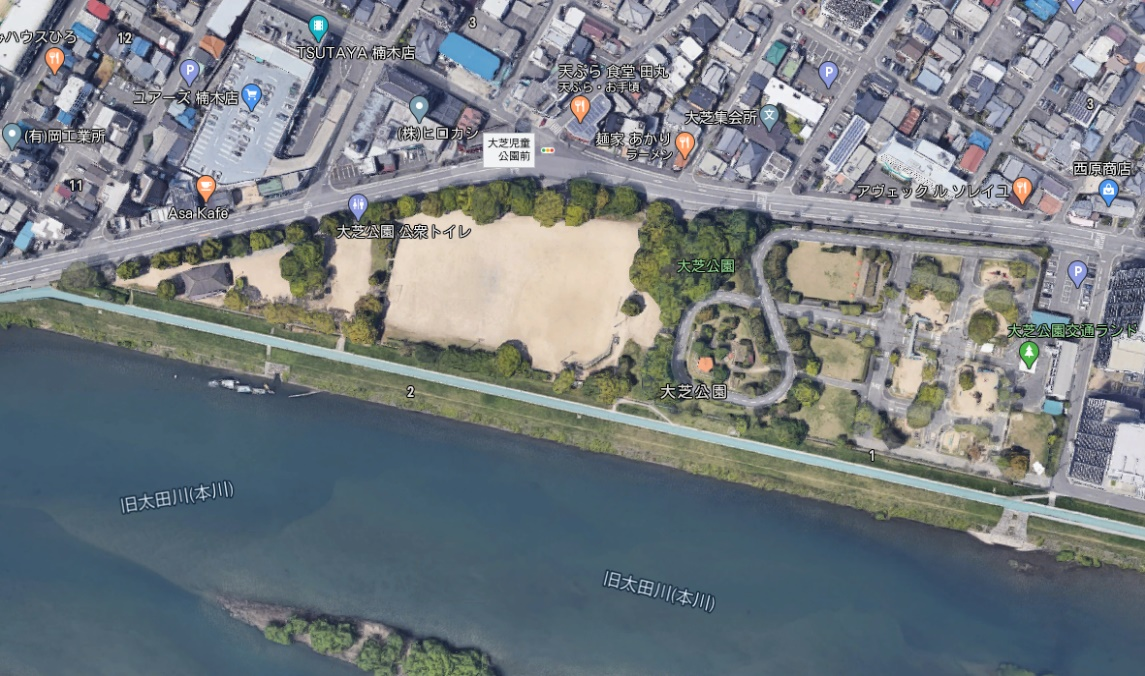 ハウスひろ
12
TSUTAYA 楠木店
3
ユアーズ 楠木店
P
(有)岡工業所
11
Asa Kafe
(株)ヒロカシ
天ぷら 食堂 田丸
天ぷら・お手頃
麺家 あかり
ラーメン
大芝集会所
文
P
P
3
大芝児童
公園前
アヴェック ル ソレイユ
西原商店
大芝公園 公衆トイレ
大芝公園
P
大芝公園交通ランド
大芝公園
2
1
旧太田川(本川)
旧太田川(本川)